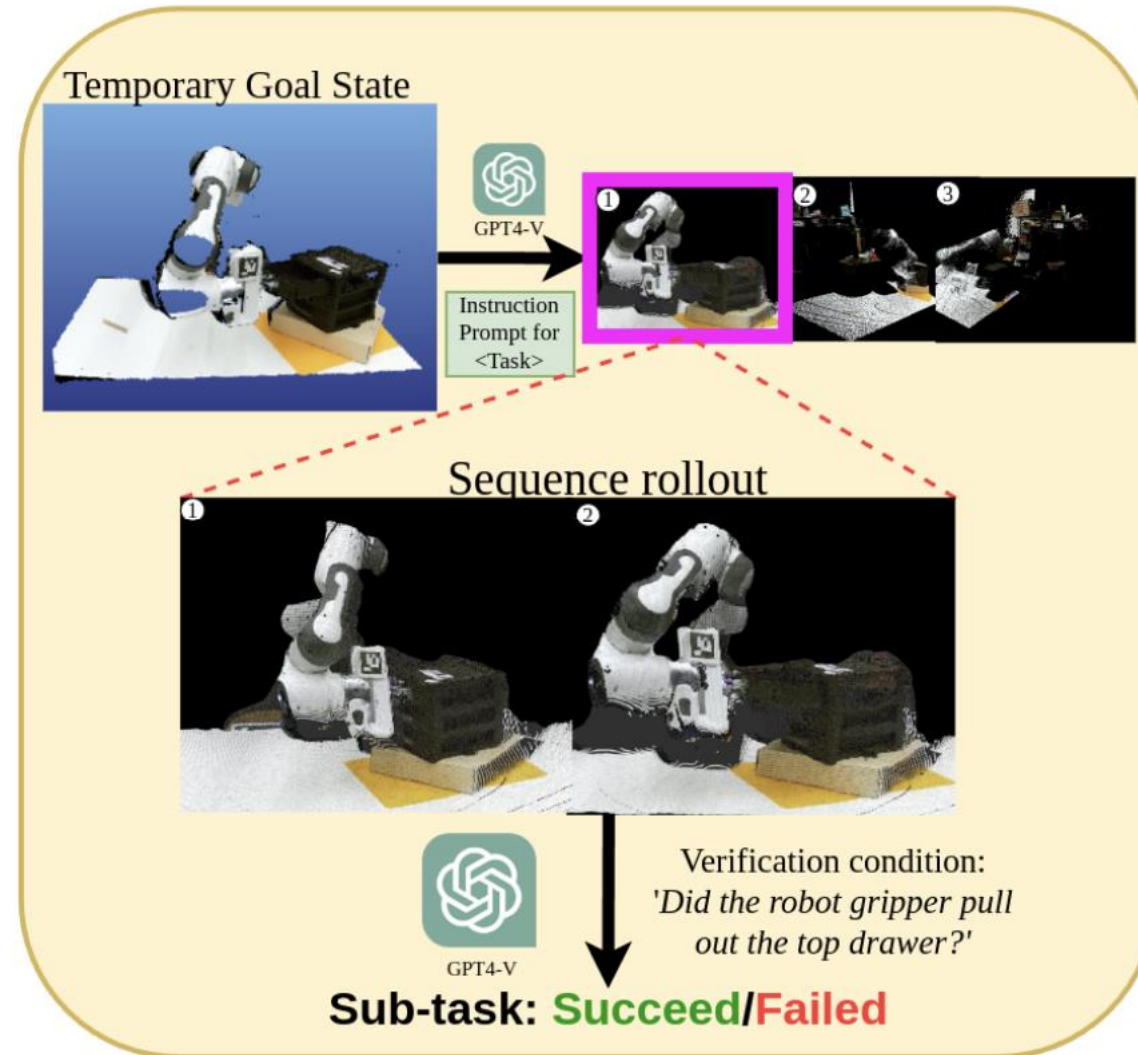 Temporary Goal State
GPT4-V
Instruction
Prompt for
<Task>
1
2
3
Sequence rollout
1
2
GPT4-V
Verification condition:
'Did the robot gripper pull
out the top drawer?'
Sub-task: Succeed/Failed